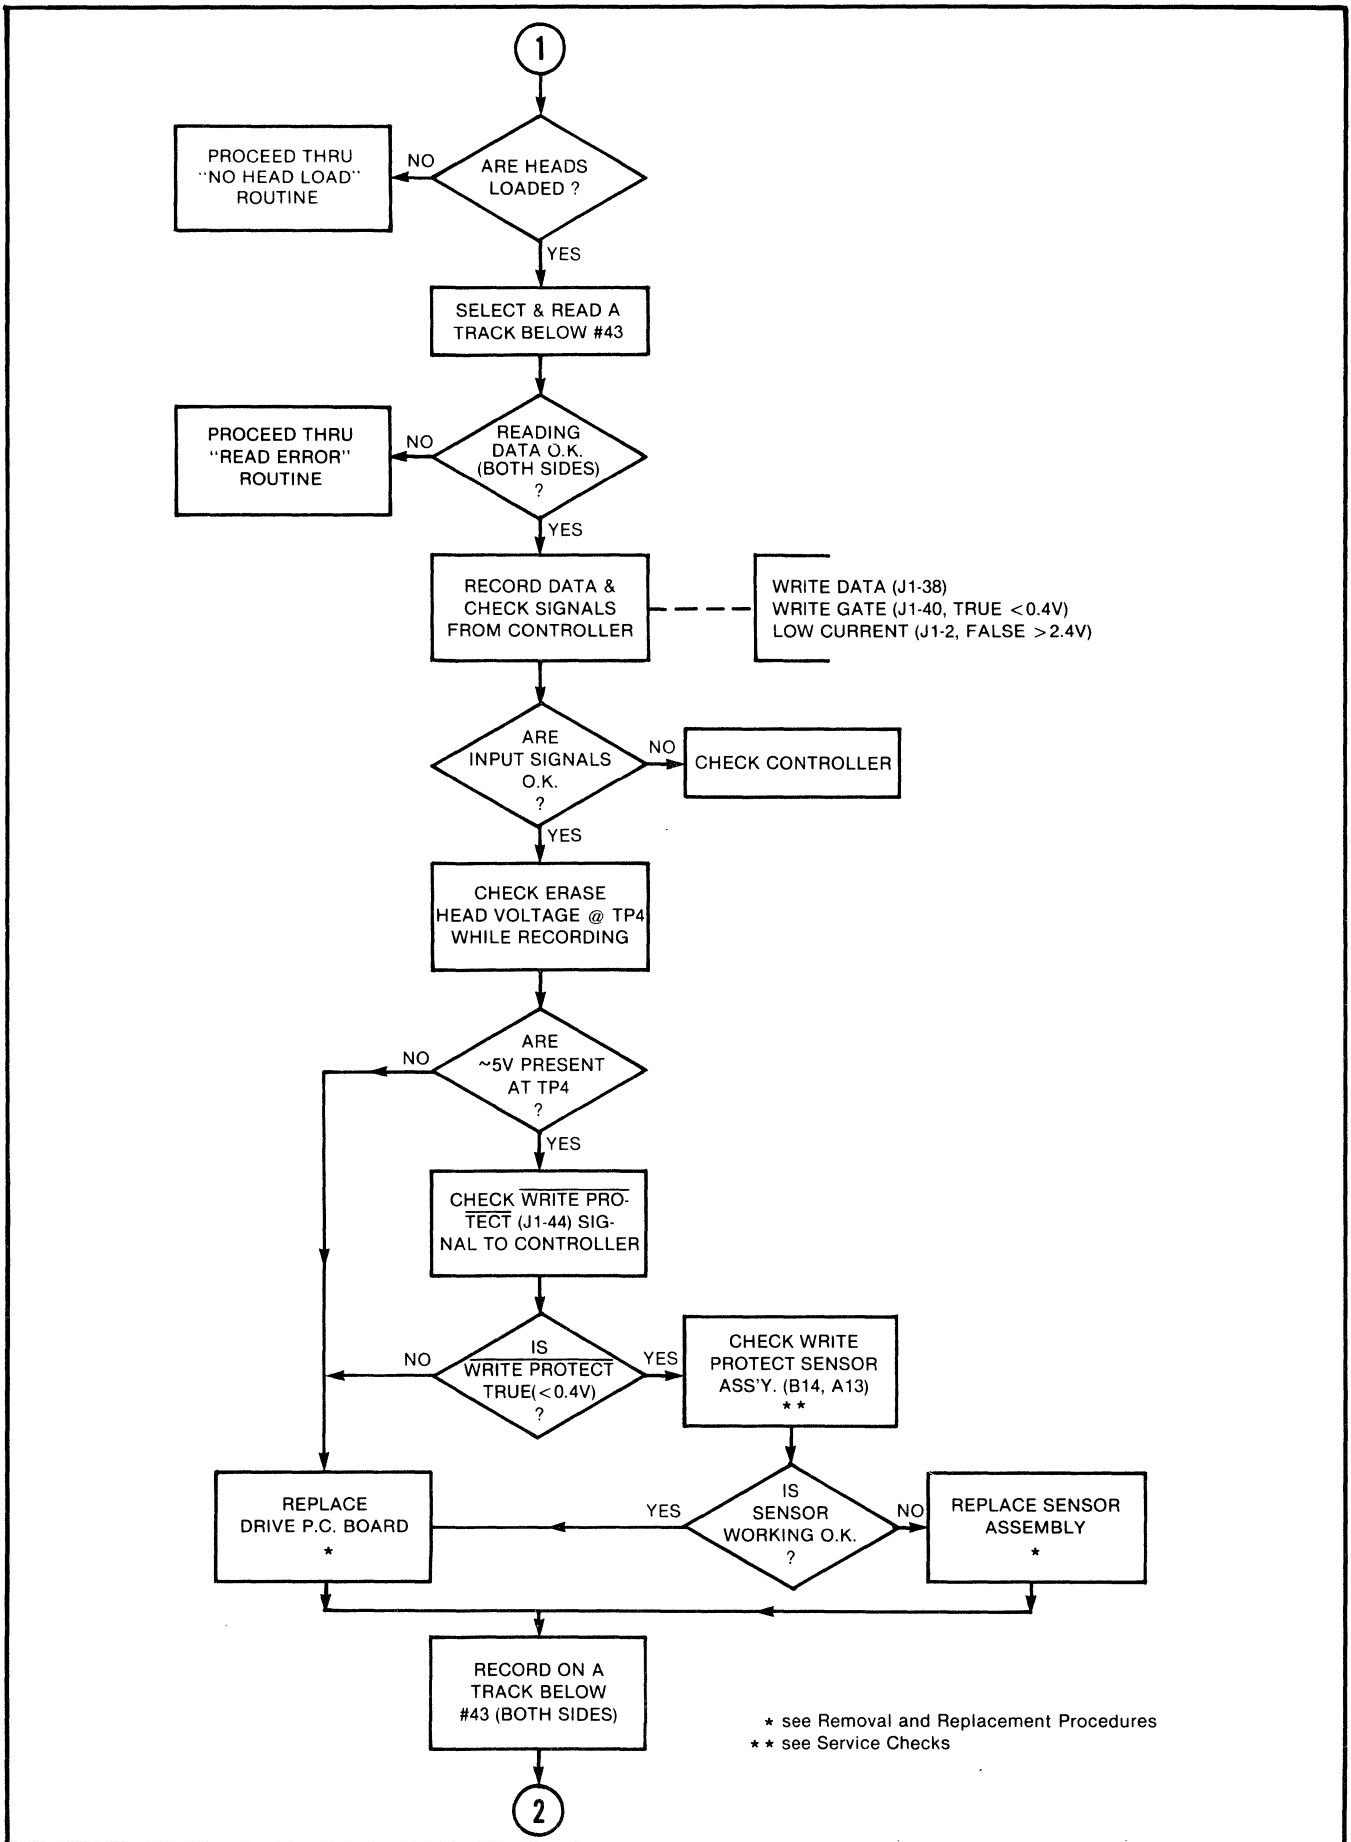 1
ARE HEADS
LOADED ?
NO
PROCEED THRU
"NO HEAD LOAD"
ROUTINE
YES
SELECT & READ A
TRACK BELOW #43
READING
DATA O.K.
(BOTH SIDES)
?
NO
PROCEED THRU
"READ ERROR"
ROUTINE
YES
RECORD DATA &
CHECK SIGNALS
FROM CONTROLLER
WRITE DATA (J1-38)
WRITE GATE (J1-40, TRUE <0.4V)
LOW CURRENT (J1-2, FALSE >2.4V)
ARE
INPUT SIGNALS
O.K.
?
NO
CHECK CONTROLLER
YES
CHECK ERASE
HEAD VOLTAGE @ TP4
WHILE RECORDING
ARE
~5V PRESENT
AT TP4
?
NO
YES
CHECK WRITE PRO-
TECT (J1-44) SIG-
NAL TO CONTROLLER
IS
WRITE PROTECT
TRUE(<0.4V)
?
NO
YES
CHECK WRITE
PROTECT SENSOR
ASS'Y. (B14, A13)
**
IS
SENSOR
WORKING O.K.
?
YES
NO
REPLACE
DRIVE P.C. BOARD
*
REPLACE SENSOR
ASSEMBLY
*
RECORD ON A
TRACK BELOW
#43 (BOTH SIDES)
* see Removal and Replacement Procedures
** see Service Checks
2